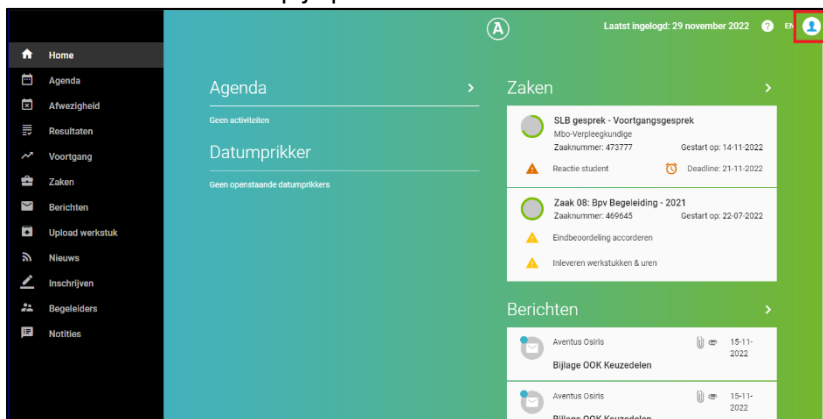 Laatst ingelogd: 29 november 2022
EN
Home
Agenda
Afwezigheid
Resultaten
Voortgang
Zaken
Berichten
Upload werkstuk
Nieuws
Inschrijven
Begeleiders
Notities
Agenda
Geen activiteiten
Datumprikker
Geen openstaande datumprikkers
Zaken
SLB gesprek - Voortgangsgesprek
Mbo-Verpleegkundige
Zaaknummer: 473777 Gestart op: 14-11-2022
Reactie student Deadline: 21-11-2022
Zaak 08: Bpv Begeleiding - 2021
Zaaknummer: 469645 Gestart op: 22-07-2022
Eindbeoordeling accorderen
Inleveren werkstukken & uren
Berichten
Aventus Osiris 15-11-
2022
Bijlage OOK Keuzedelen
Aventus Osiris 15-11-
2022
Bijlage OOK Keuzedelen